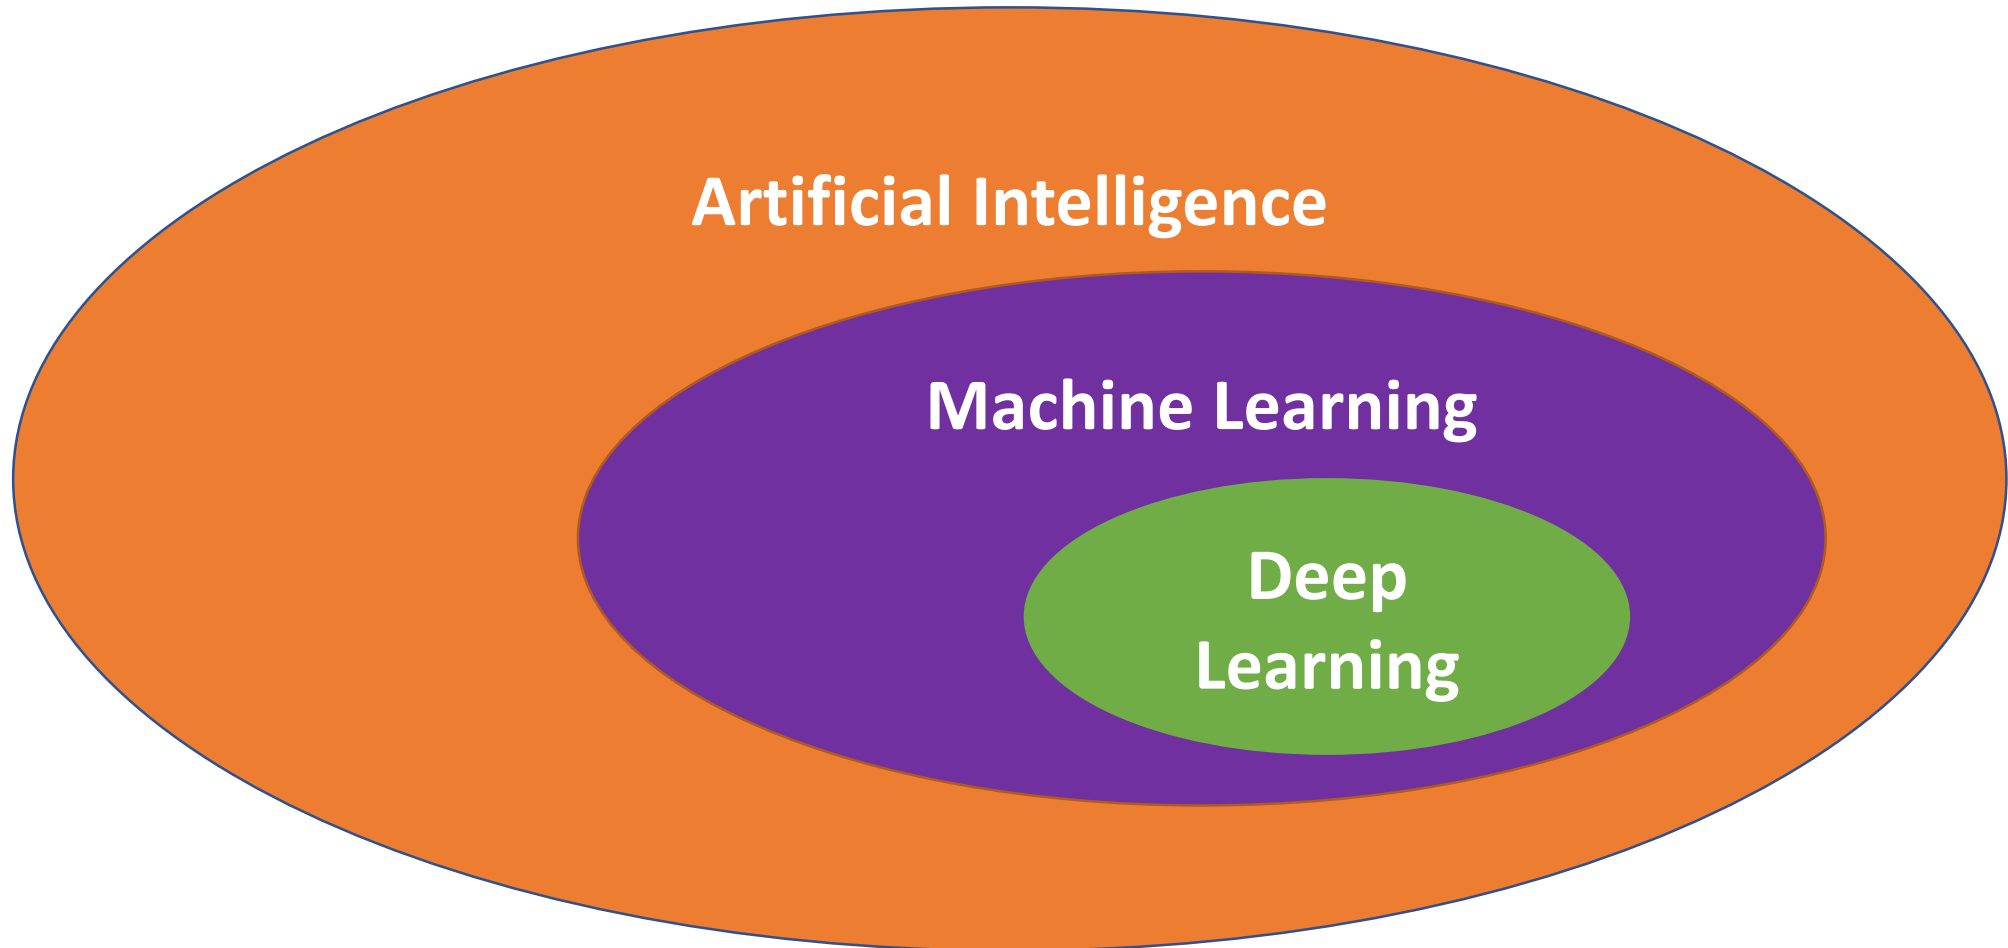 Artificial Intelligence
Machine Learning
Deep
Learning